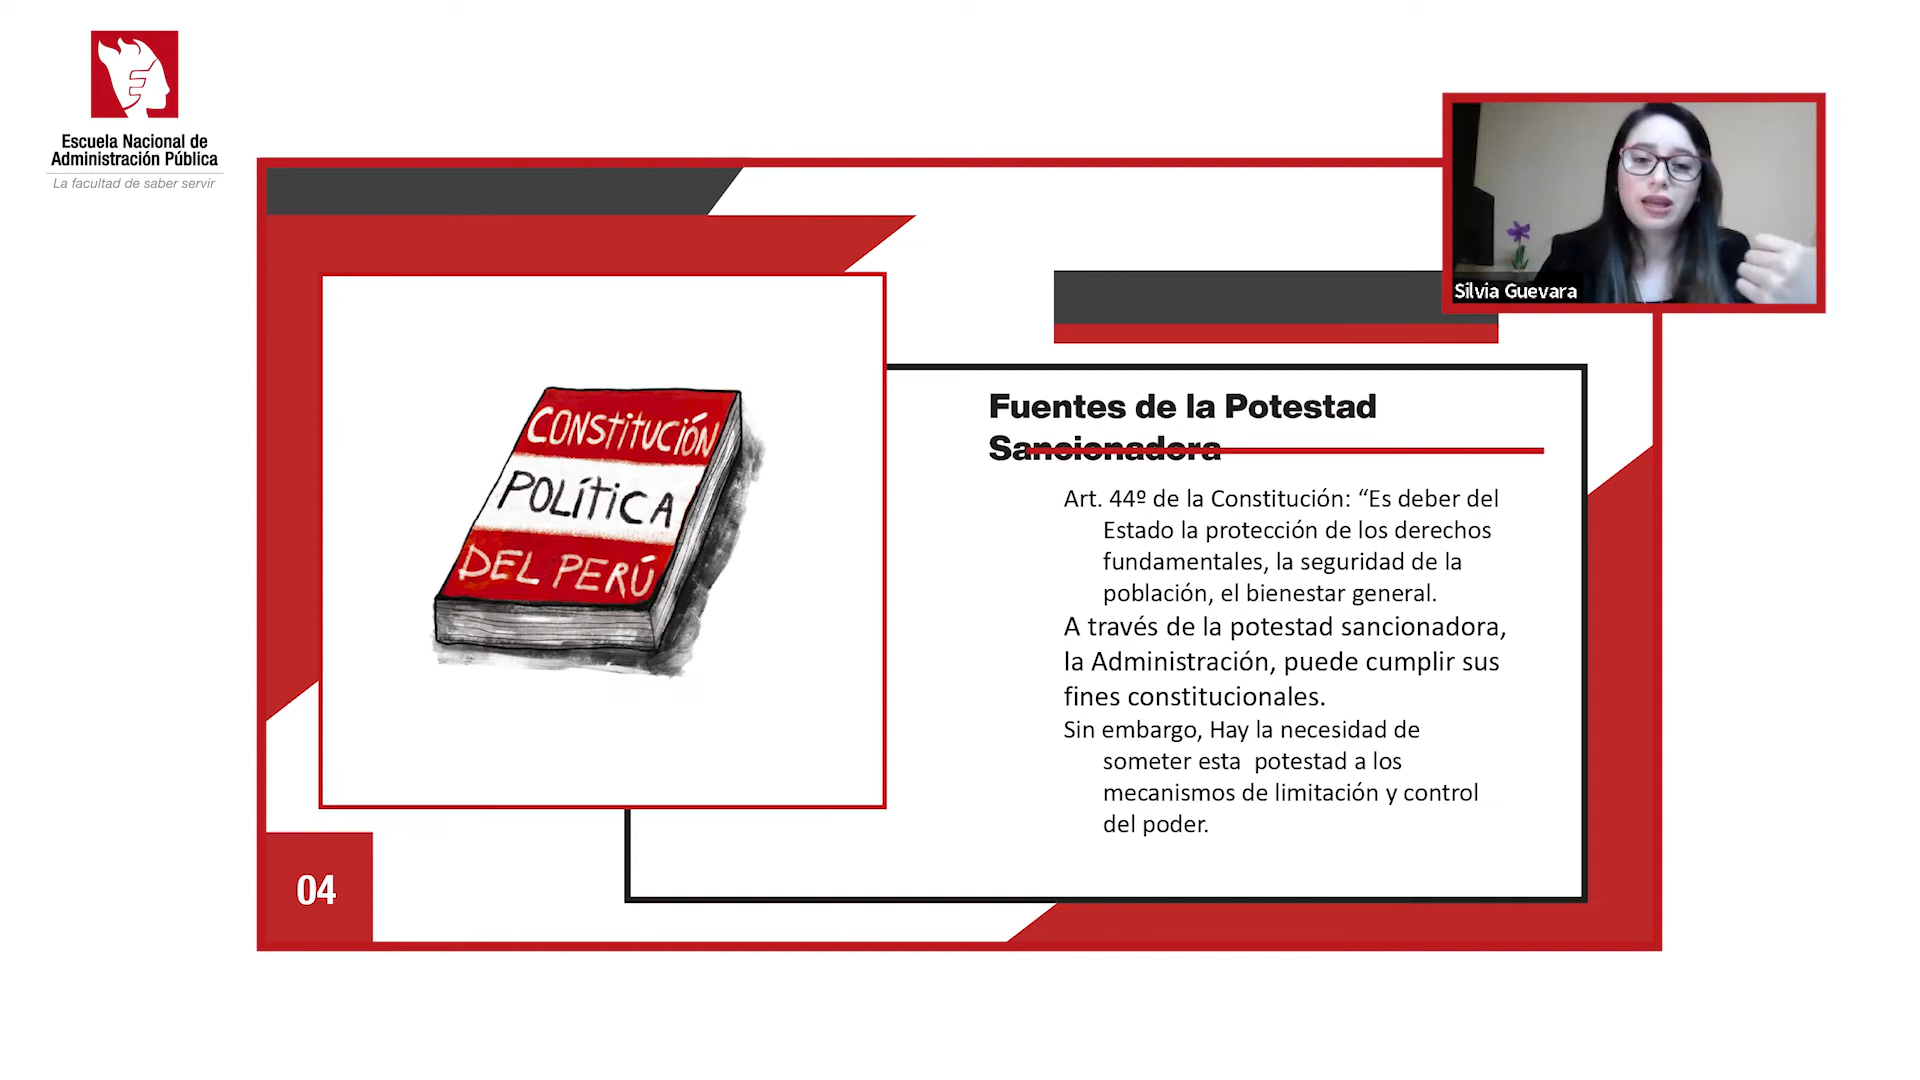 Escuela Nacional de
Administración Pública
La facultad de saber servir
Silvia Guevara
CONSTITUCIÓN
POLÍTICA
DEL PERÚ
Fuentes de la Potestad
Sancionadora
Art. 44º de la Constitución: “Es deber del
Estado la protección de los derechos
fundamentales, la seguridad de la
población, el bienestar general.
A través de la potestad sancionadora,
la Administración, puede cumplir sus
fines constitucionales.
Sin embargo, Hay la necesidad de
someter esta potestad a los
mecanismos de limitación y control
del poder.
04